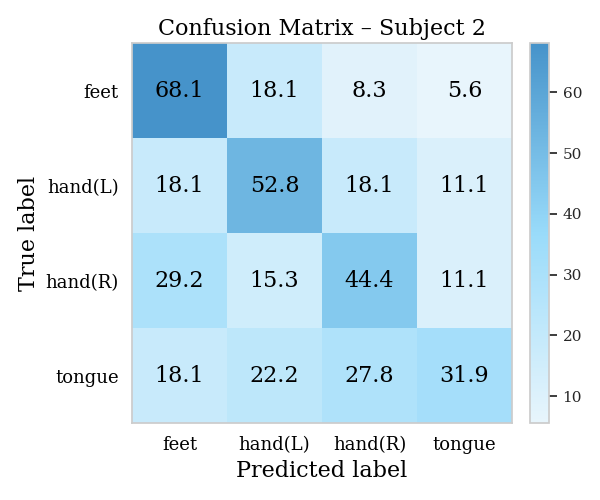 Confusion Matrix – Subject 2
feet 68.1 18.1 8.3 5.6
hand(L) 18.1 52.8 18.1 11.1
hand(R) 29.2 15.3 44.4 11.1
tongue 18.1 22.2 27.8 31.9
feet hand(L) hand(R) tongue
Predicted label
True label
60
50
40
30
20
10